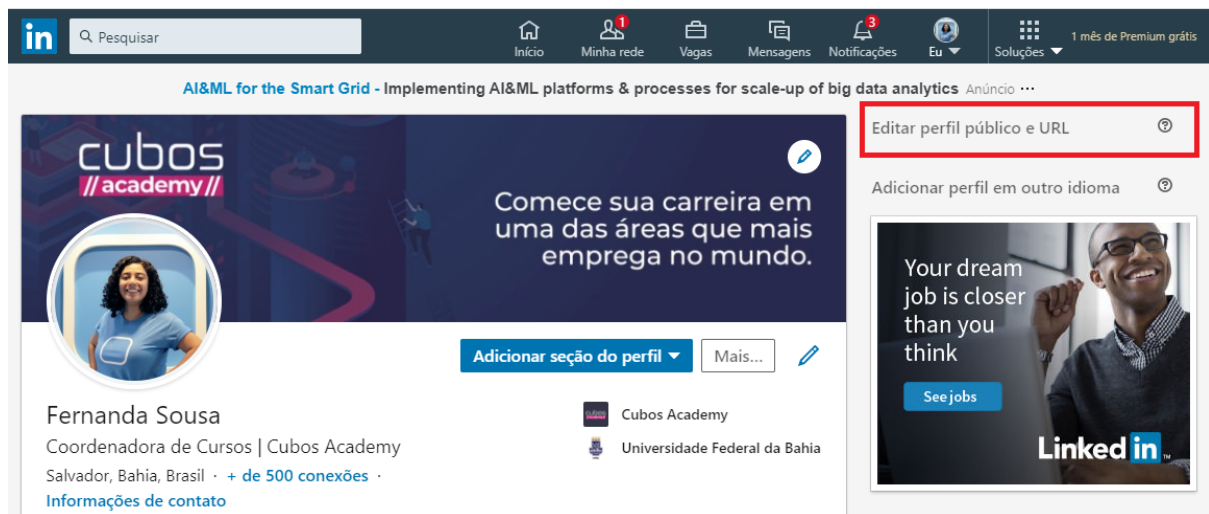 in
Pesquisar
Início
1
Minha rede
Vagas
Mensagens
3
Notificações
Eu
Soluções
1 mês de Premium grátis
AI&ML for the Smart Grid - Implementing AI&ML platforms & processes for scale-up of big data analytics Anúncio ···
cubos
//academy//
Comece sua carreira em
uma das áreas que mais
emprega no mundo.
Editar perfil público e URL
?
Adicionar perfil em outro idioma
?
Adicionar seção do perfil
Mais...
Fernanda Sousa
Coordenadora de Cursos | Cubos Academy
Salvador, Bahia, Brasil · + de 500 conexões ·
Informações de contato
cubos
Cubos Academy
Universidade Federal da Bahia
Your dream
job is closer
than you
think
See jobs
Linked in